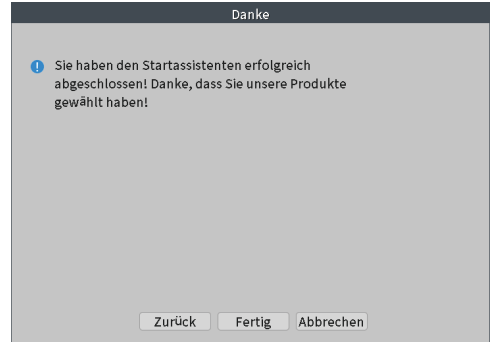 Danke
Sie haben den Startassistenten erfolgreich
abgeschlossen! Danke, dass Sie unsere Produkte
gewählt haben!
Zurück Fertig Abbrechen